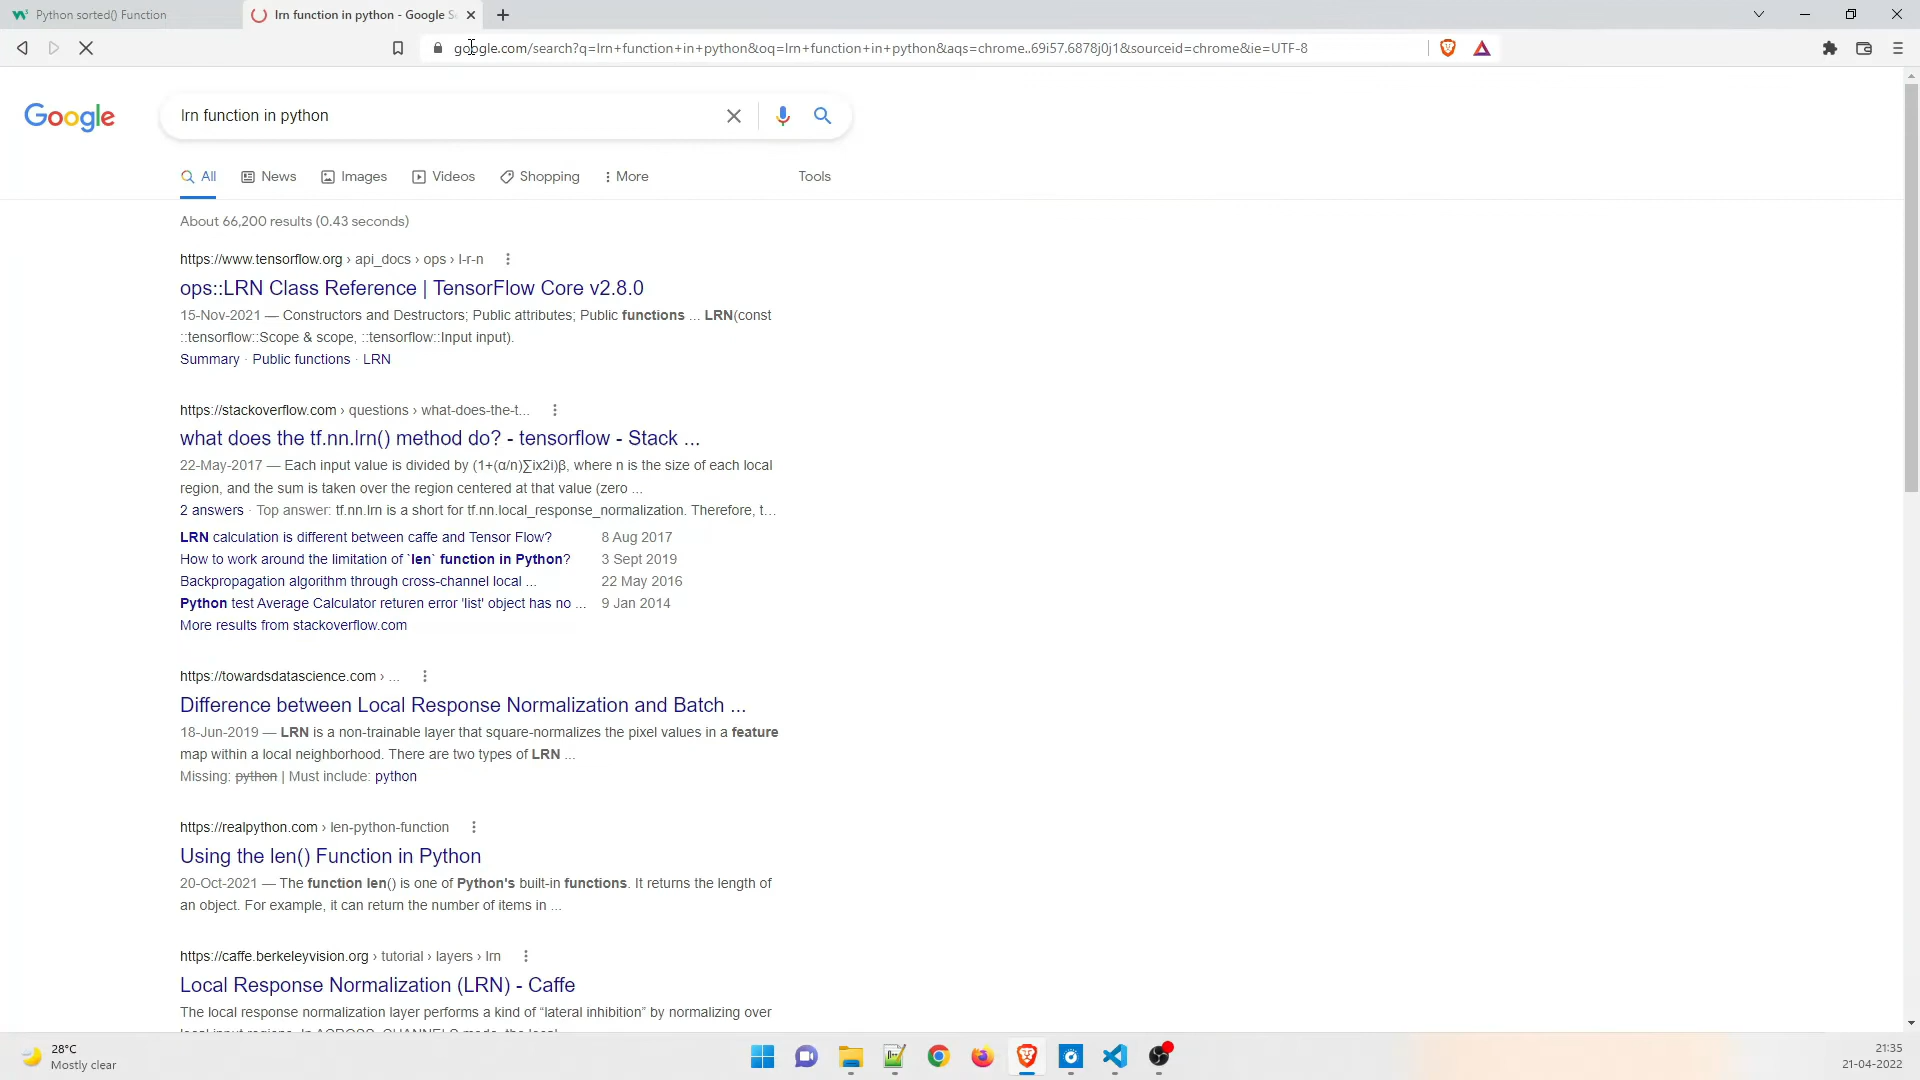 Python sorted() Function
lrn function in python - Google S
google.com/search?q=lrn+function+in+python&oq=lrn+function+in+python&aqs=chrome..69i57.6878j0j1&sourceid=chrome&ie=UTF-8
Google
lrn function in python
All
News
Images
Videos
Shopping
More
Tools
About 66,200 results (0.43 seconds)
https://www.tensorflow.org › api_docs › ops › l-r-n
ops::LRN Class Reference | TensorFlow Core v2.8.0
15-Nov-2021 — Constructors and Destructors; Public attributes; Public functions ... LRN(const
::tensorflow::Scope & scope, ::tensorflow::Input input).
Summary · Public functions · LRN
https://stackoverflow.com › questions › what-does-the-t...
what does the tf.nn.lrn() method do? - tensorflow - Stack ...
22-May-2017 — Each input value is divided by (1+(α/n)∑ix2i)β, where n is the size of each local
region, and the sum is taken over the region centered at that value (zero ...
2 answers · Top answer: tf.nn.lrn is a short for tf.nn.local_response_normalization. Therefore, t...
LRN calculation is different between caffe and Tensor Flow? 8 Aug 2017
How to work around the limitation of `len` function in Python? 3 Sept 2019
Backpropagation algorithm through cross-channel local ... 22 May 2016
Python test Average Calculator returen error 'list' object has no ... 9 Jan 2014
More results from stackoverflow.com
https://towardsdatascience.com › ...
Difference between Local Response Normalization and Batch ...
18-Jun-2019 — LRN is a non-trainable layer that square-normalizes the pixel values in a feature
map within a local neighborhood. There are two types of LRN ...
Missing: python | Must include: python
https://realpython.com › len-python-function
Using the len() Function in Python
20-Oct-2021 — The function len() is one of Python's built-in functions. It returns the length of
an object. For example, it can return the number of items in ...
https://caffe.berkeleyvision.org › tutorial › layers › lrn
Local Response Normalization (LRN) - Caffe
The local response normalization layer performs a kind of “lateral inhibition” by normalizing over
28°C
Mostly clear
21:35
21-04-2022